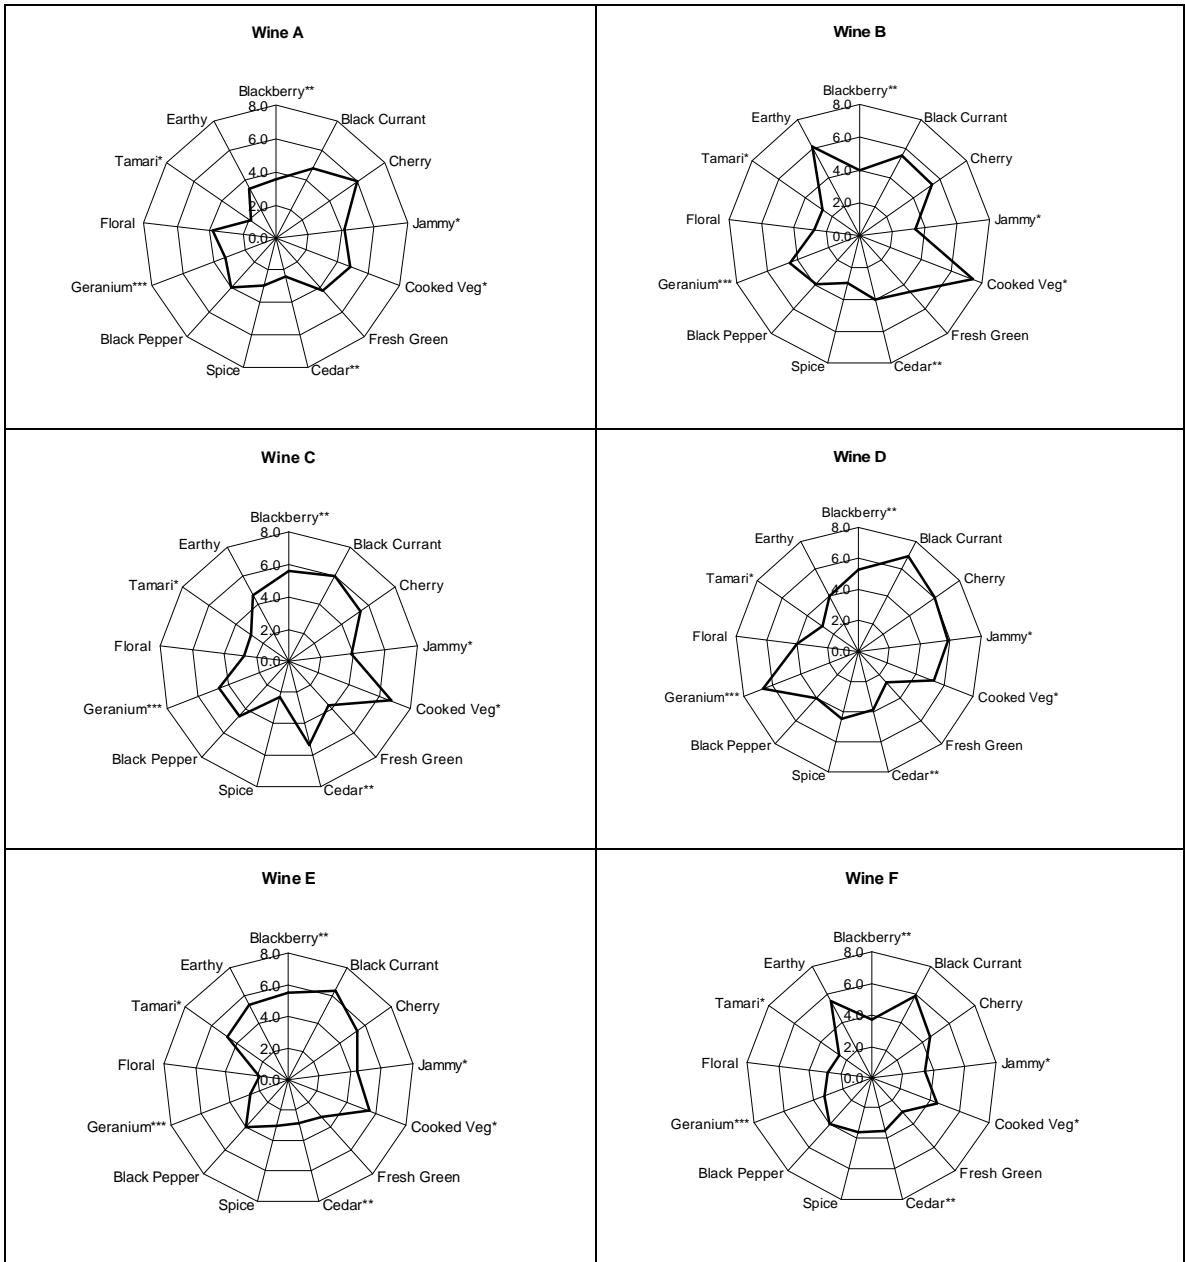 Wine A
Blackberry**
8.0
Earthy
Black Currant
6.0
Tamari*
Cherry
4.0
2.0
Floral
Jammy*
0.0
Geranium***
Cooked Veg*
Black Pepper
Fresh Green
Spice
Cedar**
Wine B
Blackberry**
8.0
Earthy
Black Currant
6.0
Tamari*
Cherry
4.0
2.0
Floral
Jammy*
0.0
Geranium***
Cooked Veg*
Black Pepper
Fresh Green
Spice
Cedar**
Wine C
Blackberry**
8.0
Earthy
Black Currant
6.0
Tamari*
Cherry
4.0
2.0
Floral
Jammy*
0.0
Geranium***
Cooked Veg*
Black Pepper
Fresh Green
Spice
Cedar**
Wine D
Blackberry**
8.0
Earthy
Black Currant
6.0
Tamari*
Cherry
4.0
2.0
Floral
Jammy*
0.0
Geranium***
Cooked Veg*
Black Pepper
Fresh Green
Spice
Cedar**
Wine E
Blackberry**
8.0
Earthy
Black Currant
6.0
Tamari*
Cherry
4.0
2.0
Floral
Jammy*
0.0
Geranium***
Cooked Veg*
Black Pepper
Fresh Green
Spice
Cedar**
Wine F
Blackberry**
8.0
Earthy
Black Currant
6.0
Tamari*
Cherry
4.0
2.0
Floral
Jammy*
0.0
Geranium***
Cooked Veg*
Black Pepper
Fresh Green
Spice
Cedar**